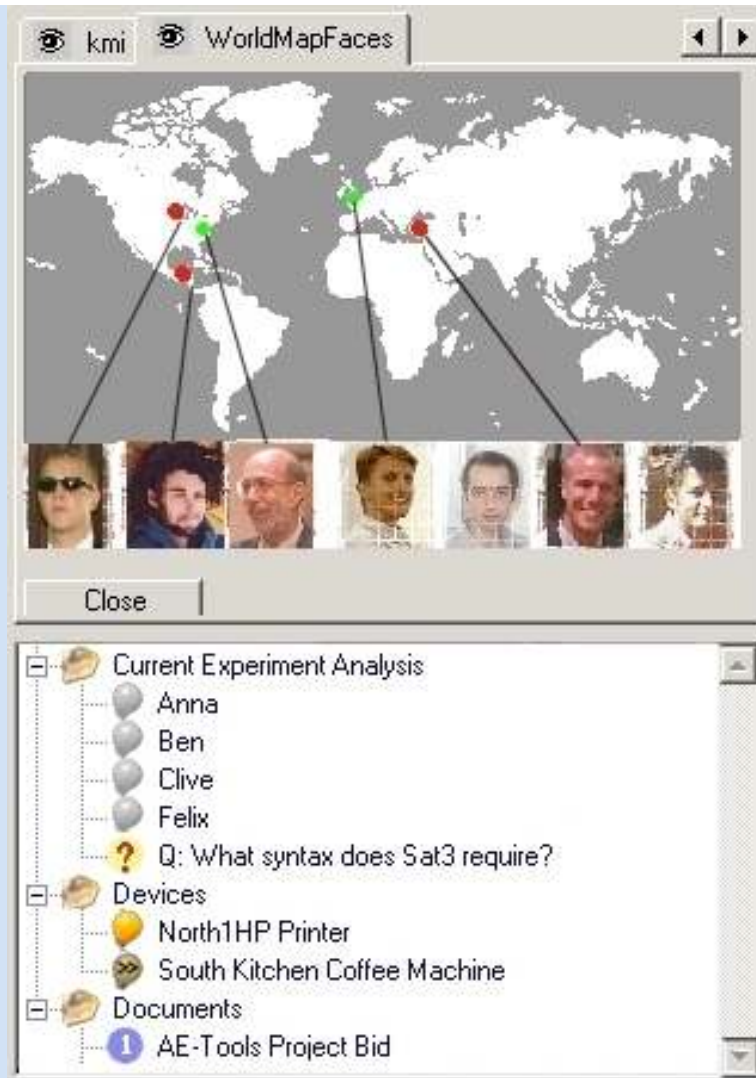 kmi WorldMapFaces
Close
Current Experiment Analysis
Anna
Ben
Clive
Felix
Q: What syntax does Sat3 require?
Devices
North1HP Printer
South Kitchen Coffee Machine
Documents
1 AE-Tools Project Bid